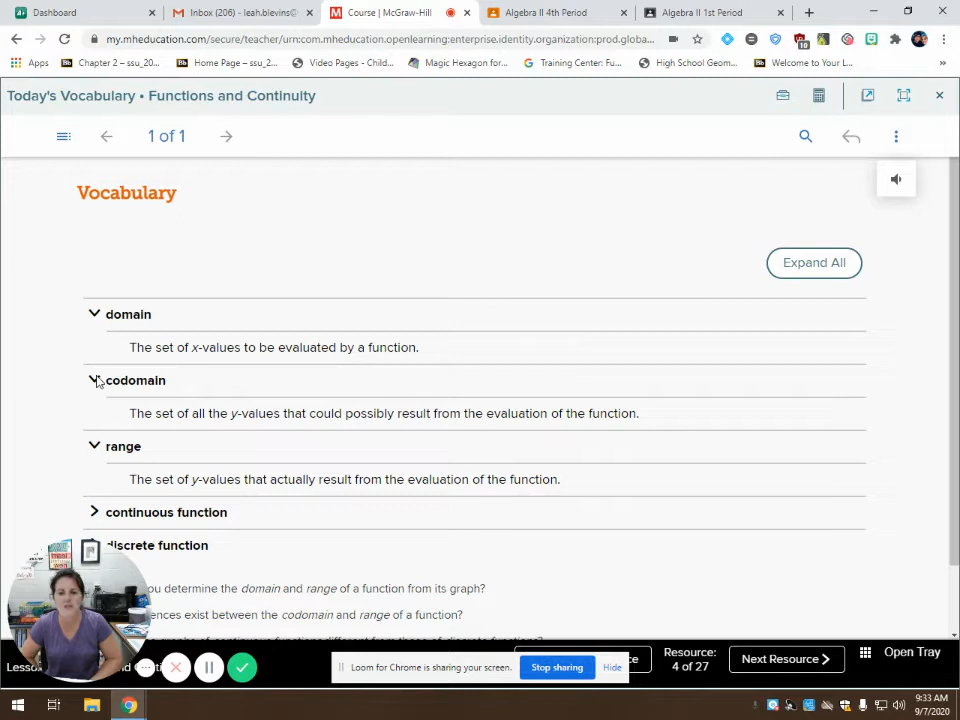 Dashboard
Inbox (206) - leah.blevins@
Course | McGraw-Hill
Algebra II 4th Period
Algebra II 1st Period
my.mheducation.com/secure/teacher/urn:com.mheducation.openlearning:enterprise.identity.organization:prod.globa...
10
Apps
Bb Chapter 2 – ssu_20...
Bb Home Page – ssu_2...
Video Pages - Child...
Magic Hexagon for...
Training Center: Fu...
High School Geom...
Bb Welcome to Your L...
Today's Vocabulary • Functions and Continuity
1 of 1
Vocabulary
Expand All
domain
The set of x-values to be evaluated by a function.
codomain
The set of all the y-values that could possibly result from the evaluation of the function.
range
The set of y-values that actually result from the evaluation of the function.
continuous function
discrete function
you determine the domain and range of a function from its graph?
ences exist between the codomain and range of a function?
Lesson
Loom for Chrome is sharing your screen.
Stop sharing
Hide
Resource:
4 of 27
Next Resource
Open Tray
9:33 AM
9/7/2020